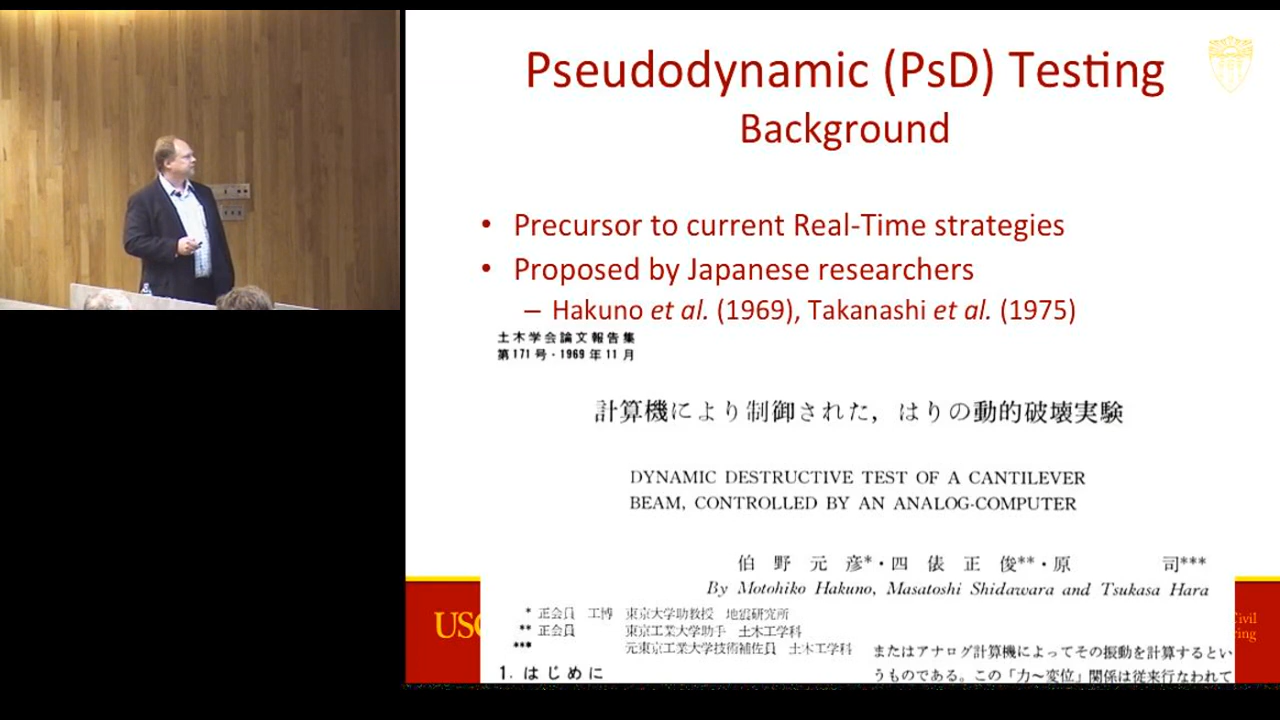 Pseudodynamic (PsD) Testing
Background
• Precursor to current Real-Time strategies
• Proposed by Japanese researchers
– Hakuno et al. (1969), Takanashi et al. (1975)
土木学会論文報告集
第171号・1969年11月
計算機により制御された，はりの動的破壊実験
DYNAMIC DESTRUCTIVE TEST OF A CANTILEVER
BEAM, CONTROLLED BY AN ANALOG-COMPUTER
伯野元彦*・四俵正俊**・原 司***
By Motohiko Hakuno, Masatoshi Shidawara and Tsukasa Hara
* 正会員 工博 東京大学助教授 地震研究所
** 正会員 東京工業大学助手 土木工学科
*** 元東京工業大学技術補佐員 土木工学科
1. はじめに
またはアナログ計算機によってその振動を計算するとい
うものである。この「力〜変位」関係は従来行なわれて
USC